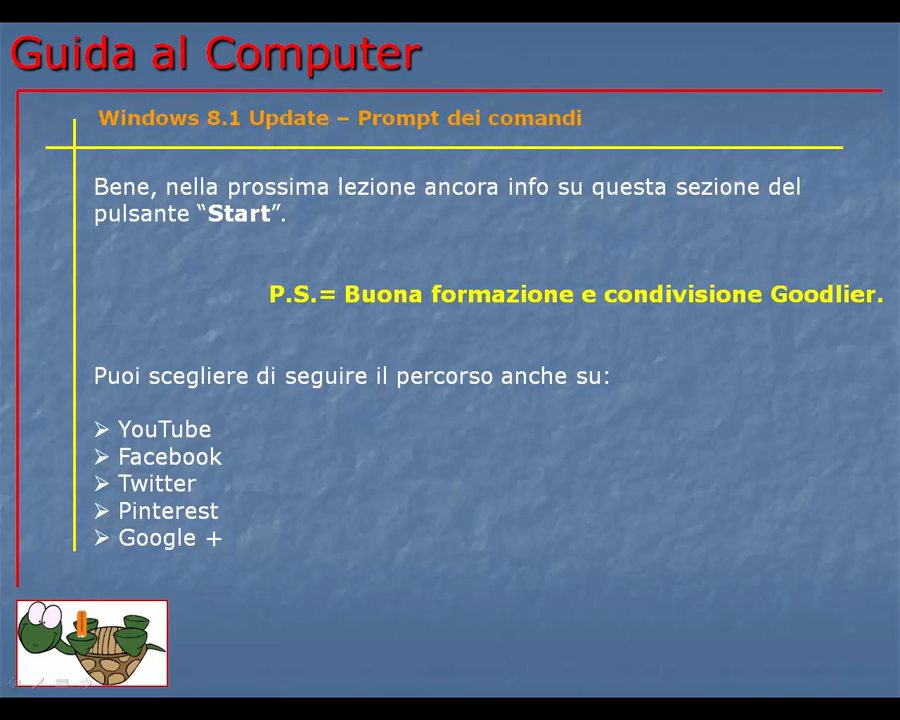 Guida al Computer
Windows 8.1 Update – Prompt dei comandi
Bene, nella prossima lezione ancora info su questa sezione del
pulsante “Start”.
P.S.= Buona formazione e condivisione Goodlier.
Puoi scegliere di seguire il percorso anche su:
➢ YouTube
➢ Facebook
➢ Twitter
➢ Pinterest
➢ Google +